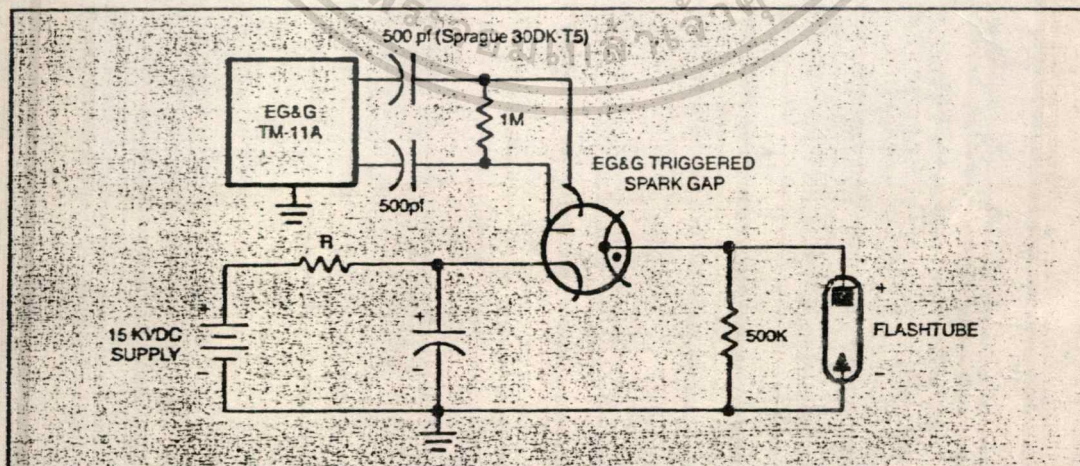 500 pf (Sprague 30DK-T5)
EG&G
TM-11A
1M
EG&G TRIGGERED
SPARK GAP
500pf
R
+
+
+
15 KVDC
SUPPLY
500K
FLASHTUBE
-
-
-